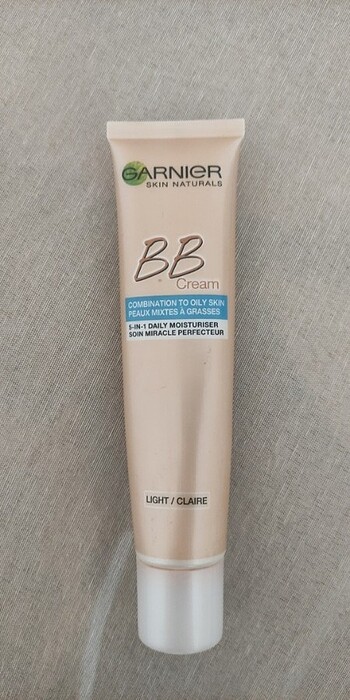 GARNIER
SKIN NATURALS
BB
Cream
COMBINATION TO OILY SKIN
PEAUX MIXTES À GRASSES
5-IN-1 DAILY MOISTURISER
SOIN MIRACLE PERFECTEUR
LIGHT / CLAIRE